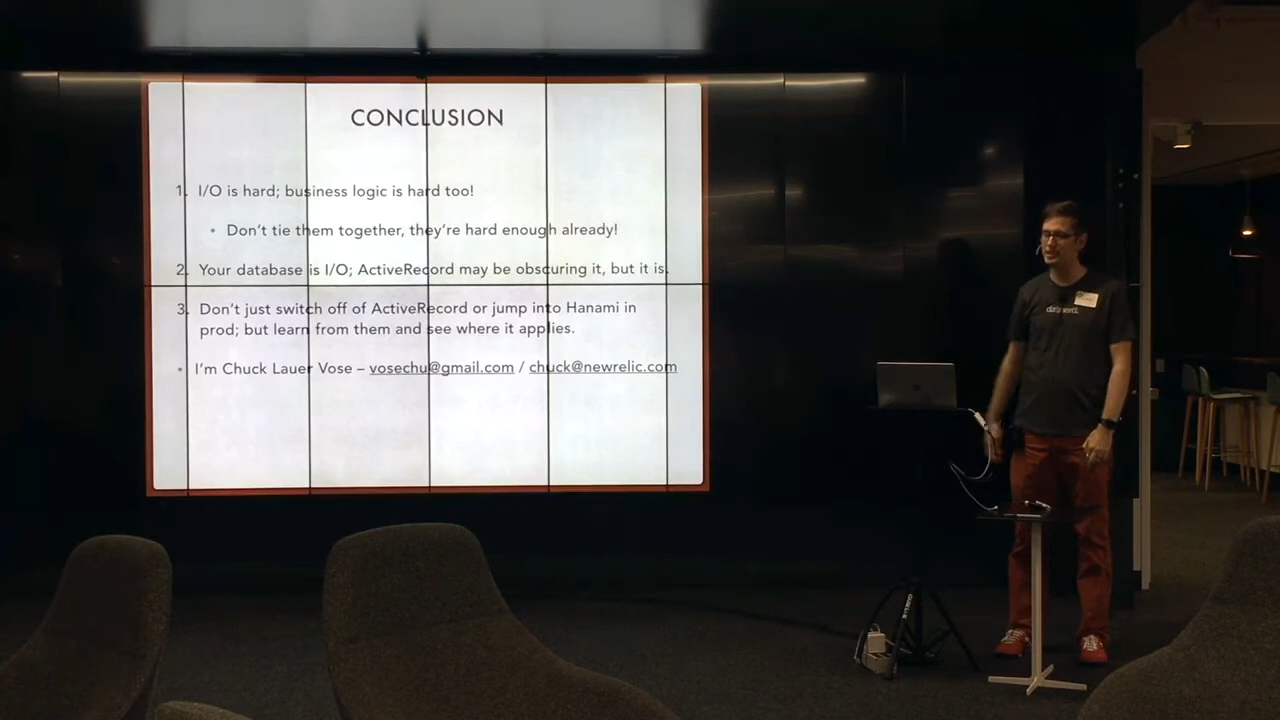 CONCLUSION
1. I/O is hard; business logic is hard too!
• Don't tie them together, they're hard enough already!
2. Your database is I/O; ActiveRecord may be obscuring it, but it is.
3. Don't just switch off of ActiveRecord or jump into Hanami in
prod; but learn from them and see where it applies.
• I'm Chuck Lauer Vose – vosechu@gmail.com / chuck@newrelic.com